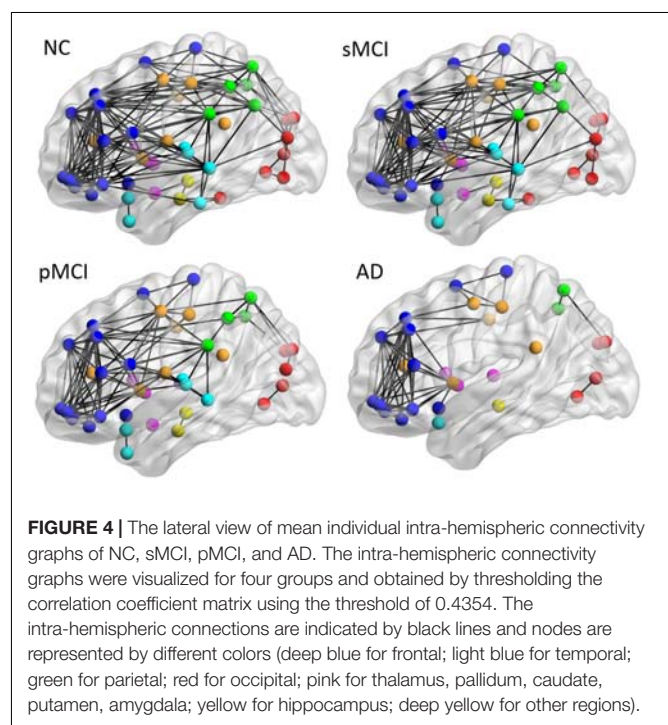 NC
sMCI
pMCI
AD
FIGURE 4 | The lateral view of mean individual intra-hemispheric connectivity
graphs of NC, sMCI, pMCI, and AD. The intra-hemispheric connectivity
graphs were visualized for four groups and obtained by thresholding the
correlation coefficient matrix using the threshold of 0.4354. The
intra-hemispheric connections are indicated by black lines and nodes are
represented by different colors (deep blue for frontal; light blue for temporal;
green for parietal; red for occipital; pink for thalamus, pallidum, caudate,
putamen, amygdala; yellow for hippocampus; deep yellow for other regions).